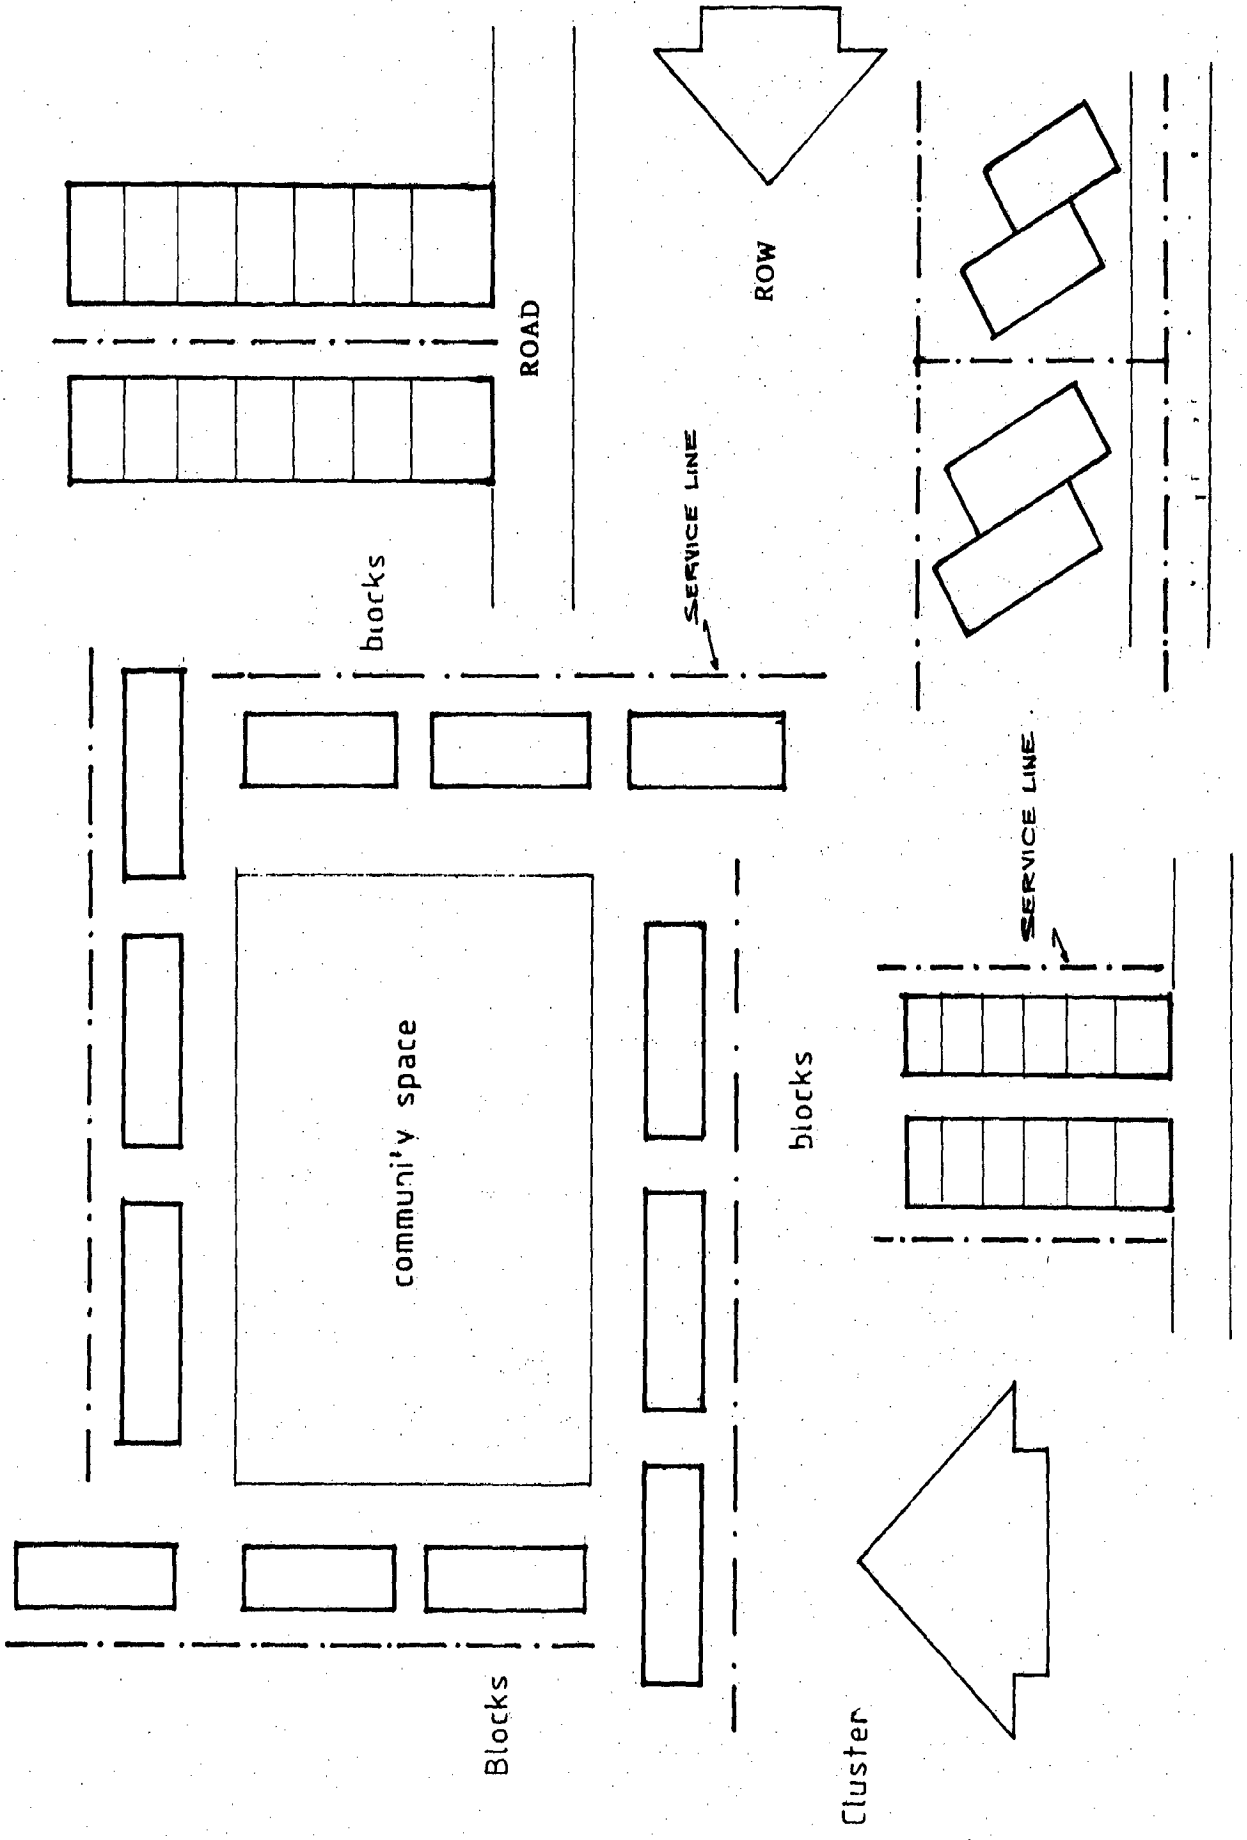 blocks
community space
Blocks
ROAD
SERVICE LINE
ROW
blocks
Cluster
SERVICE LINE